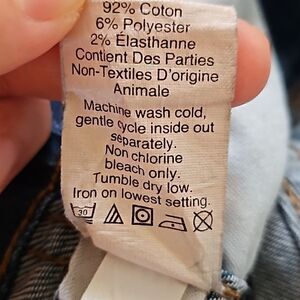 92% Coton
6% Polyester
2% Élasthanne
Contient Des Parties
Non-Textiles D'origine
Animale
Machine wash cold,
gentle cycle inside out
separately.
Non chlorine
bleach only.
Tumble dry low.
Iron on lowest setting.
30